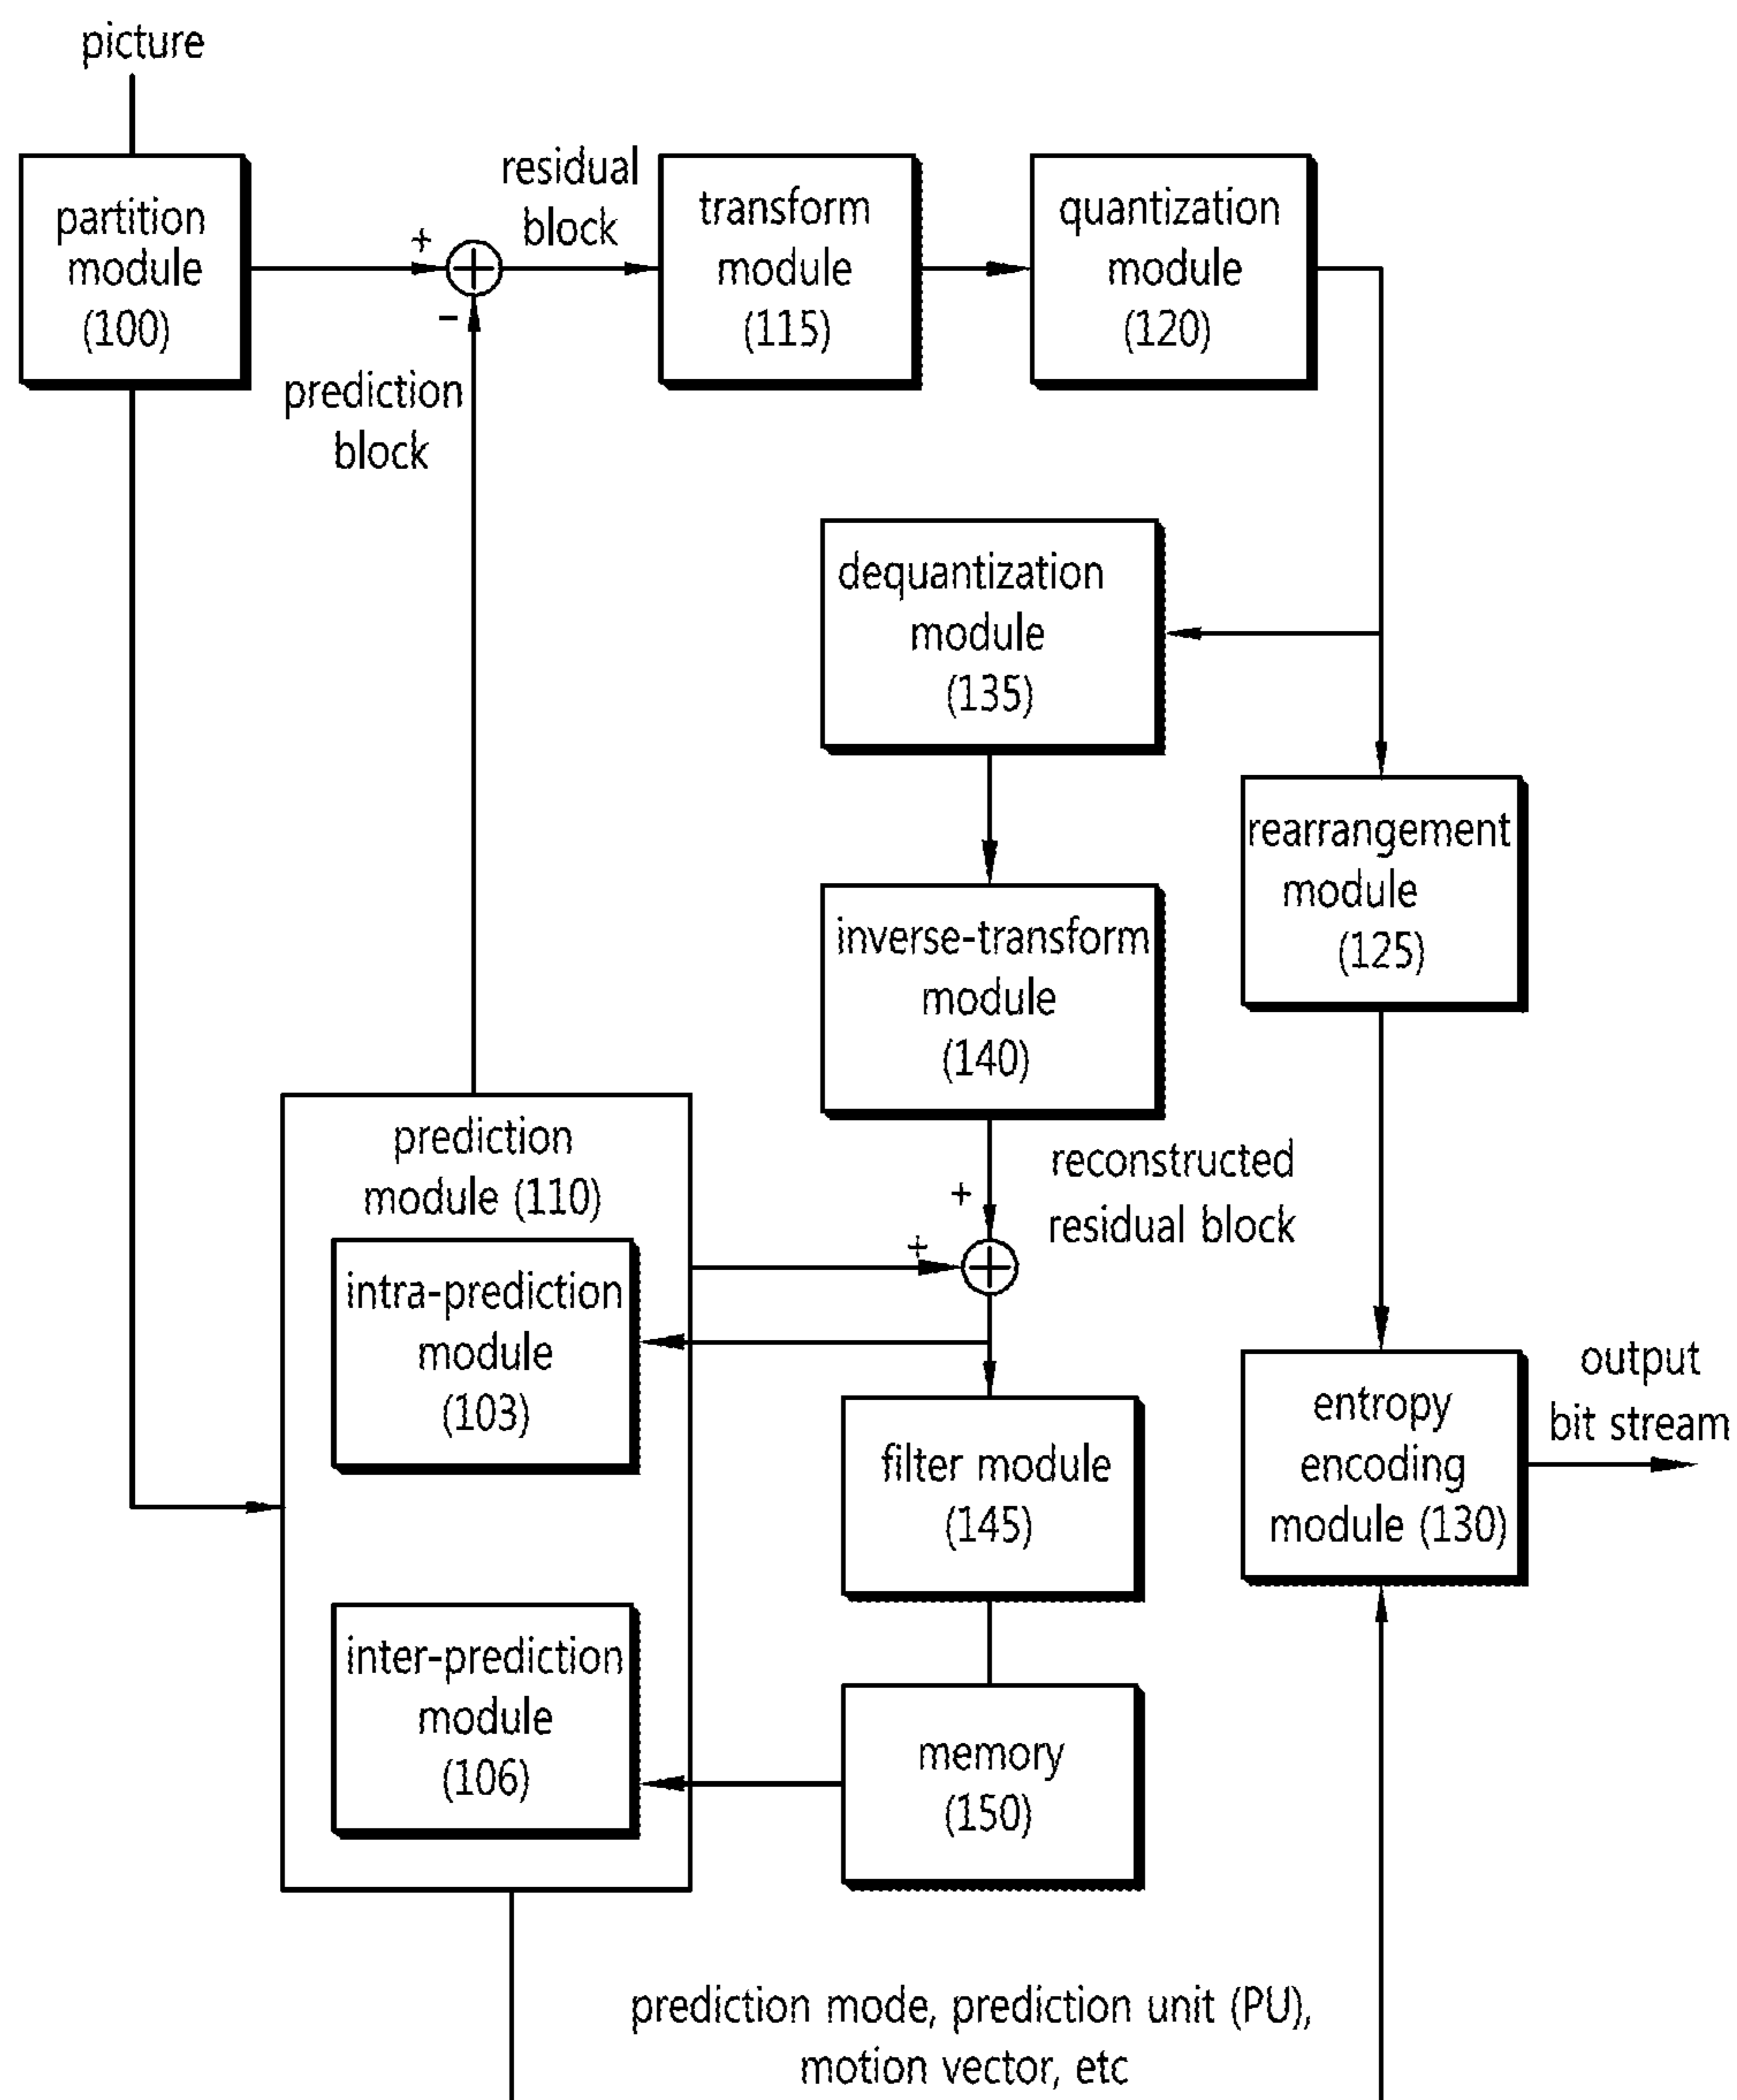 picture
partition
module
(100)
+
−
residual
block
transform
module
(115)
quantization
module
(120)
prediction
block
dequantization
module
(135)
rearrangement
module
(125)
inverse-transform
module
(140)
prediction
module (110)
reconstructed
residual block
+
+
intra-prediction
module
(103)
filter module
(145)
entropy
encoding
module (130)
output
bit stream
inter-prediction
module
(106)
memory
(150)
prediction mode, prediction unit (PU),
motion vector, etc